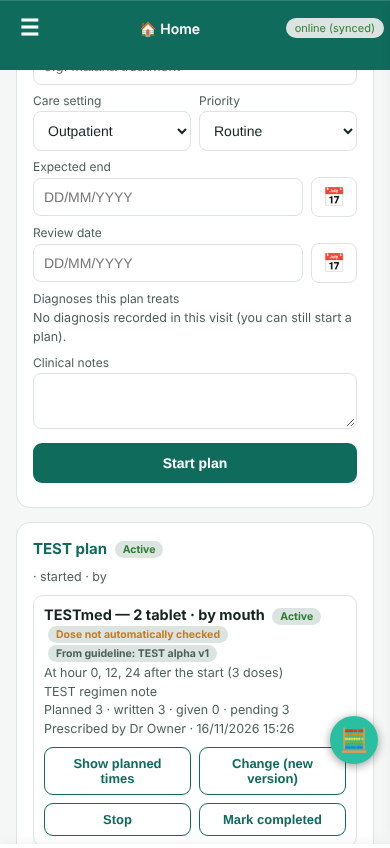 ☰
🏠 Home
online (synced)
Care setting
Priority
Outpatient
Routine
Expected end
DD/MM/YYYY
Review date
DD/MM/YYYY
Diagnoses this plan treats
No diagnosis recorded in this visit (you can still start a
plan).
Clinical notes
Start plan
TEST plan Active
· started · by
TESTmed — 2 tablet · by mouth Active
Dose not automatically checked
From guideline: TEST alpha v1
At hour 0, 12, 24 after the start (3 doses)
TEST regimen note
Planned 3 · written 3 · given 0 · pending 3
Prescribed by Dr Owner · 16/11/2026 15:26
Show planned
times
Change (new
version)
Stop
Mark completed